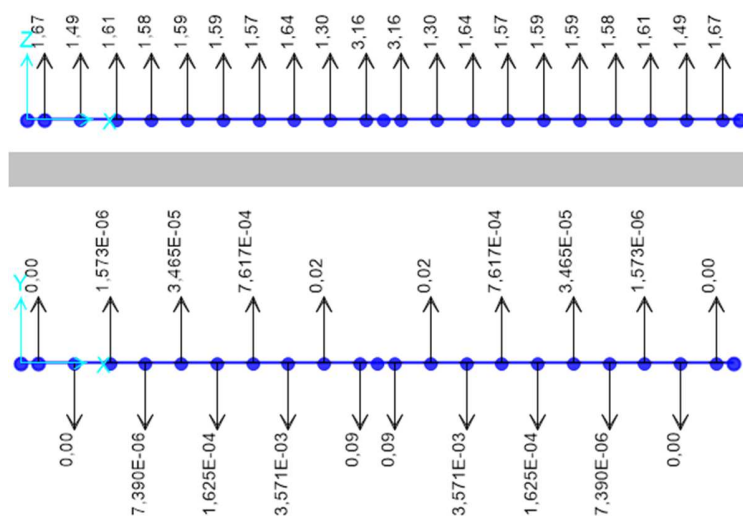 1,67
1,49
1,61
1,58
1,59
1,59
1,57
1,64
1,30
3,16
3,16
1,30
1,64
1,57
1,59
1,59
1,58
1,61
1,49
1,67
Z
X
0,00
1,573E-06
3,465E-05
7,617E-04
0,02
0,02
7,617E-04
3,465E-05
1,573E-06
0,00
Y
X
0,00
7,390E-06
1,625E-04
3,571E-03
0,09
0,09
3,571E-03
1,625E-04
7,390E-06
0,00